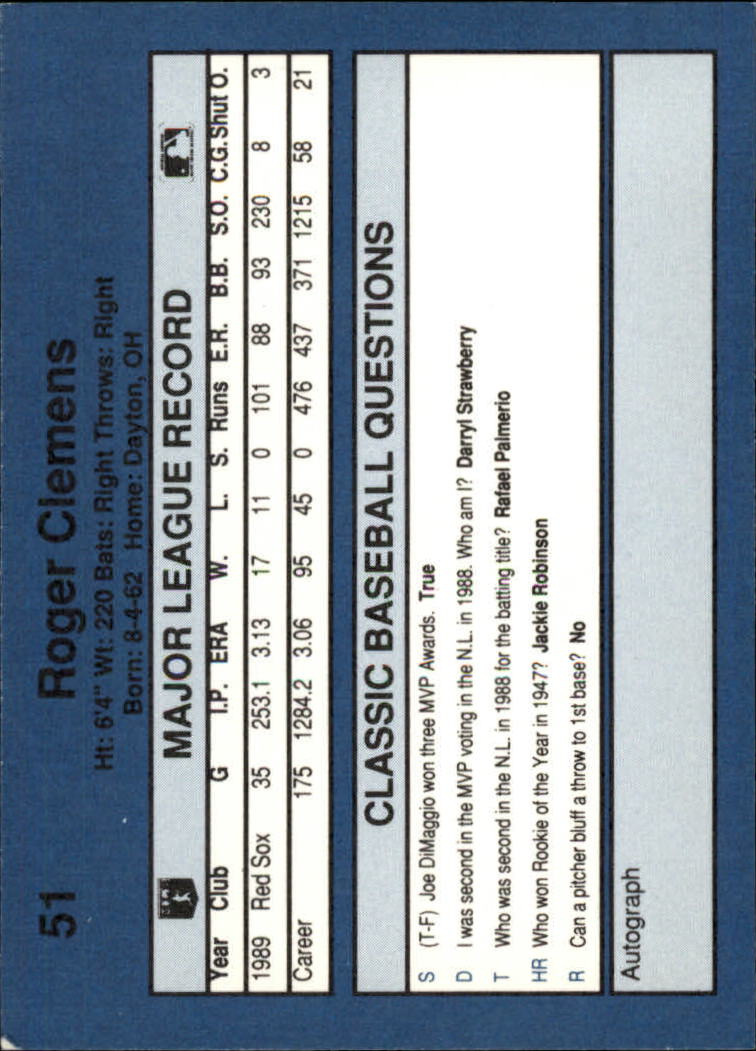 51 Roger Clemens
Ht: 6'4" Wt: 220 Bats: Right Throws: Right
Born: 8-4-62 Home: Dayton, OH
MAJOR LEAGUE RECORD
Year Club G I.P. ERA W. L. S. Runs E.R. B.B. S.O. C.G. Shut O.
1989 Red Sox 35 253.1 3.13 17 11 0 101 88 93 230 8 3
Career 175 1284.2 3.06 95 45 0 476 437 371 1215 58 21
CLASSIC BASEBALL QUESTIONS
S (T-F) Joe DiMaggio won three MVP Awards. True
D I was second in the MVP voting in the N.L. in 1988. Who am I? Darryl Strawberry
T Who was second in the N.L. in 1988 for the batting title? Rafael Palmerio
HR Who won Rookie of the Year in 1947? Jackie Robinson
R Can a pitcher bluff a throw to 1st base? No
Autograph